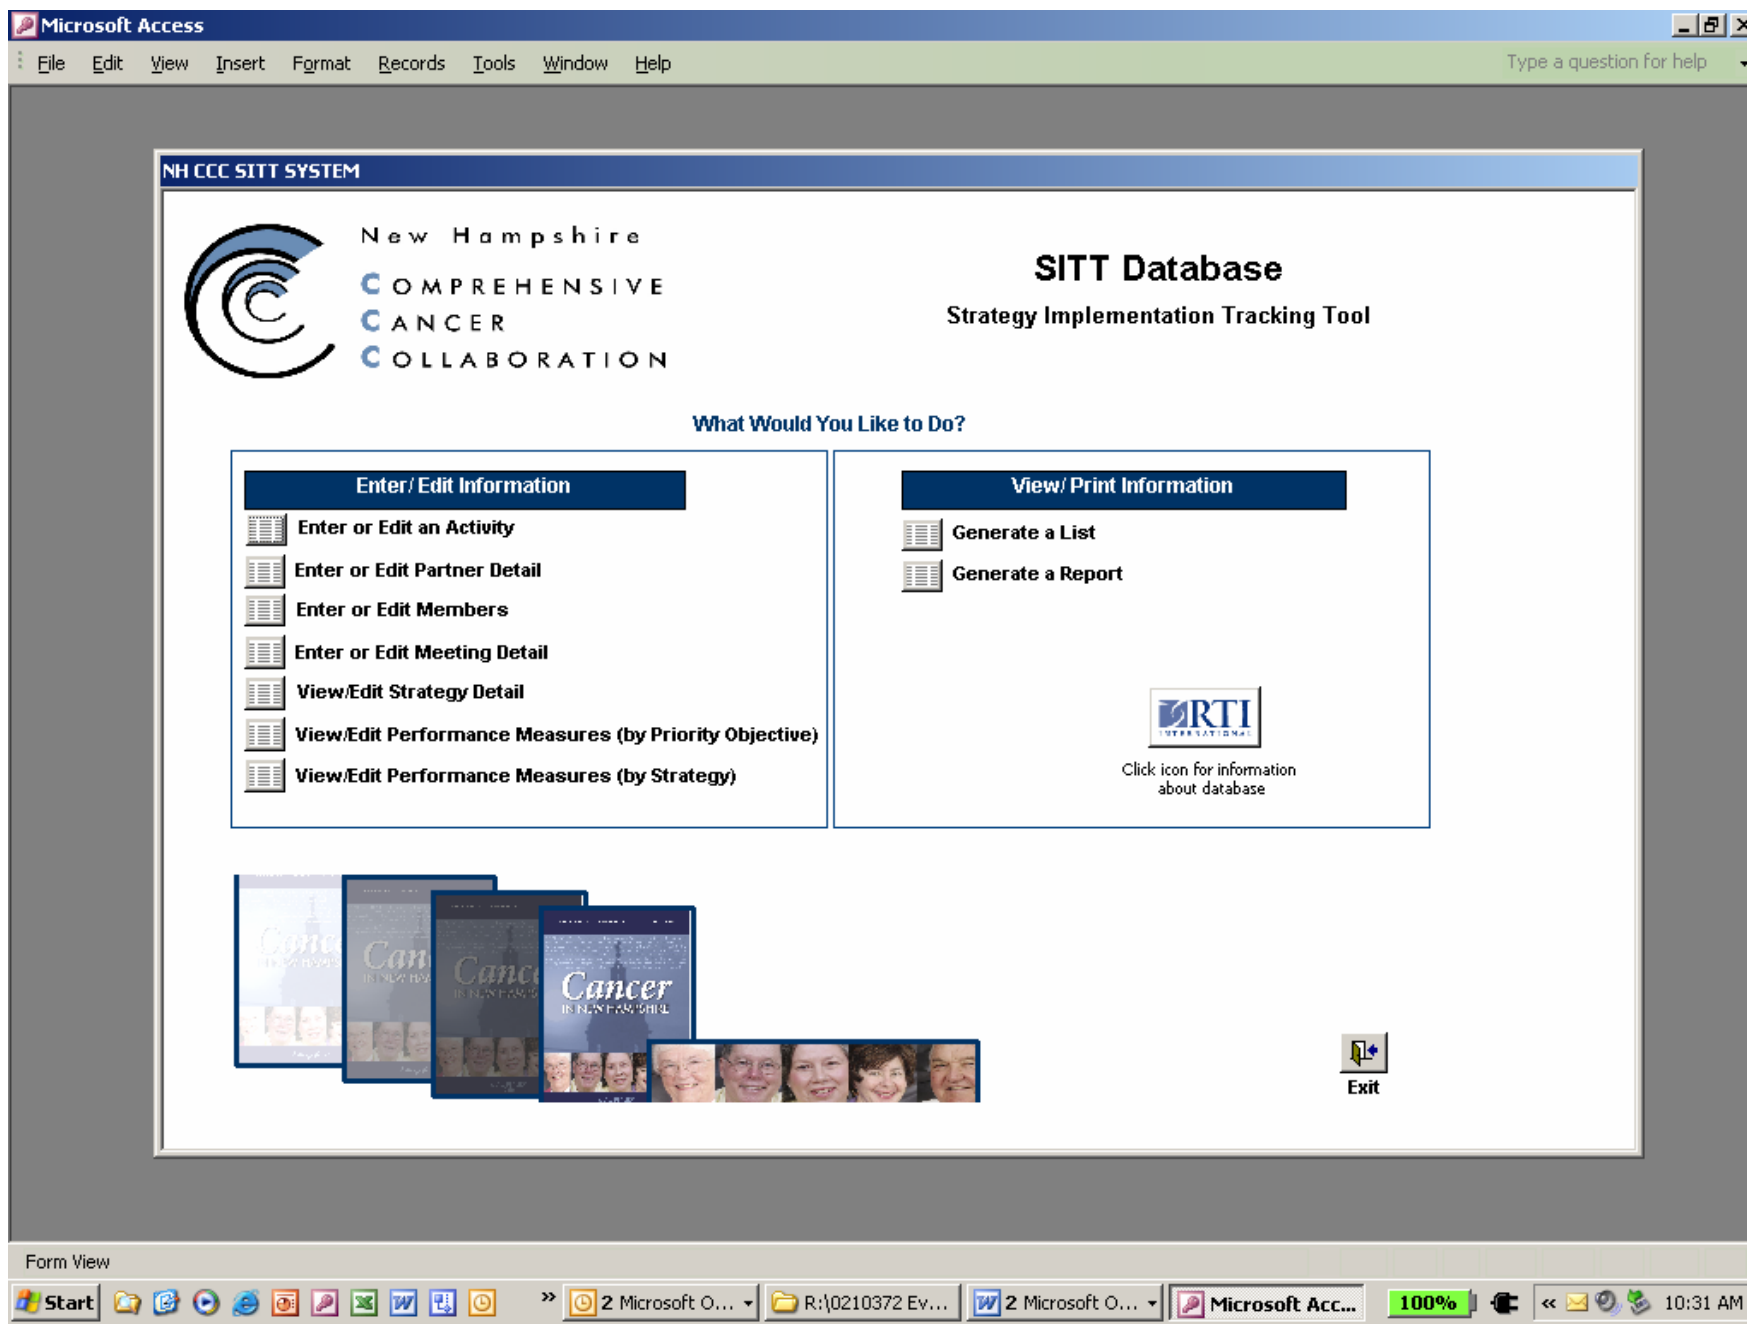 Microsoft Access
File Edit View Insert Format Records Tools Window Help Type a question for help
NH CCC SITT SYSTEM
New Hampshire
COMPREHENSIVE
CANCER
COLLABORATION
SITT Database
Strategy Implementation Tracking Tool
What Would You Like to Do?
Enter/ Edit Information
Enter or Edit an Activity
Enter or Edit Partner Detail
Enter or Edit Members
Enter or Edit Meeting Detail
View/Edit Strategy Detail
View/Edit Performance Measures (by Priority Objective)
View/Edit Performance Measures (by Strategy)
View/ Print Information
Generate a List
Generate a Report
RTI
INTERNATIONAL
Click icon for information
about database
Cancer
IN NEW HAMPSHIRE
Exit
Form View
Start » 2 Microsoft O... R:\0210372 Ev... 2 Microsoft O... Microsoft Acc... 100% « 10:31 AM